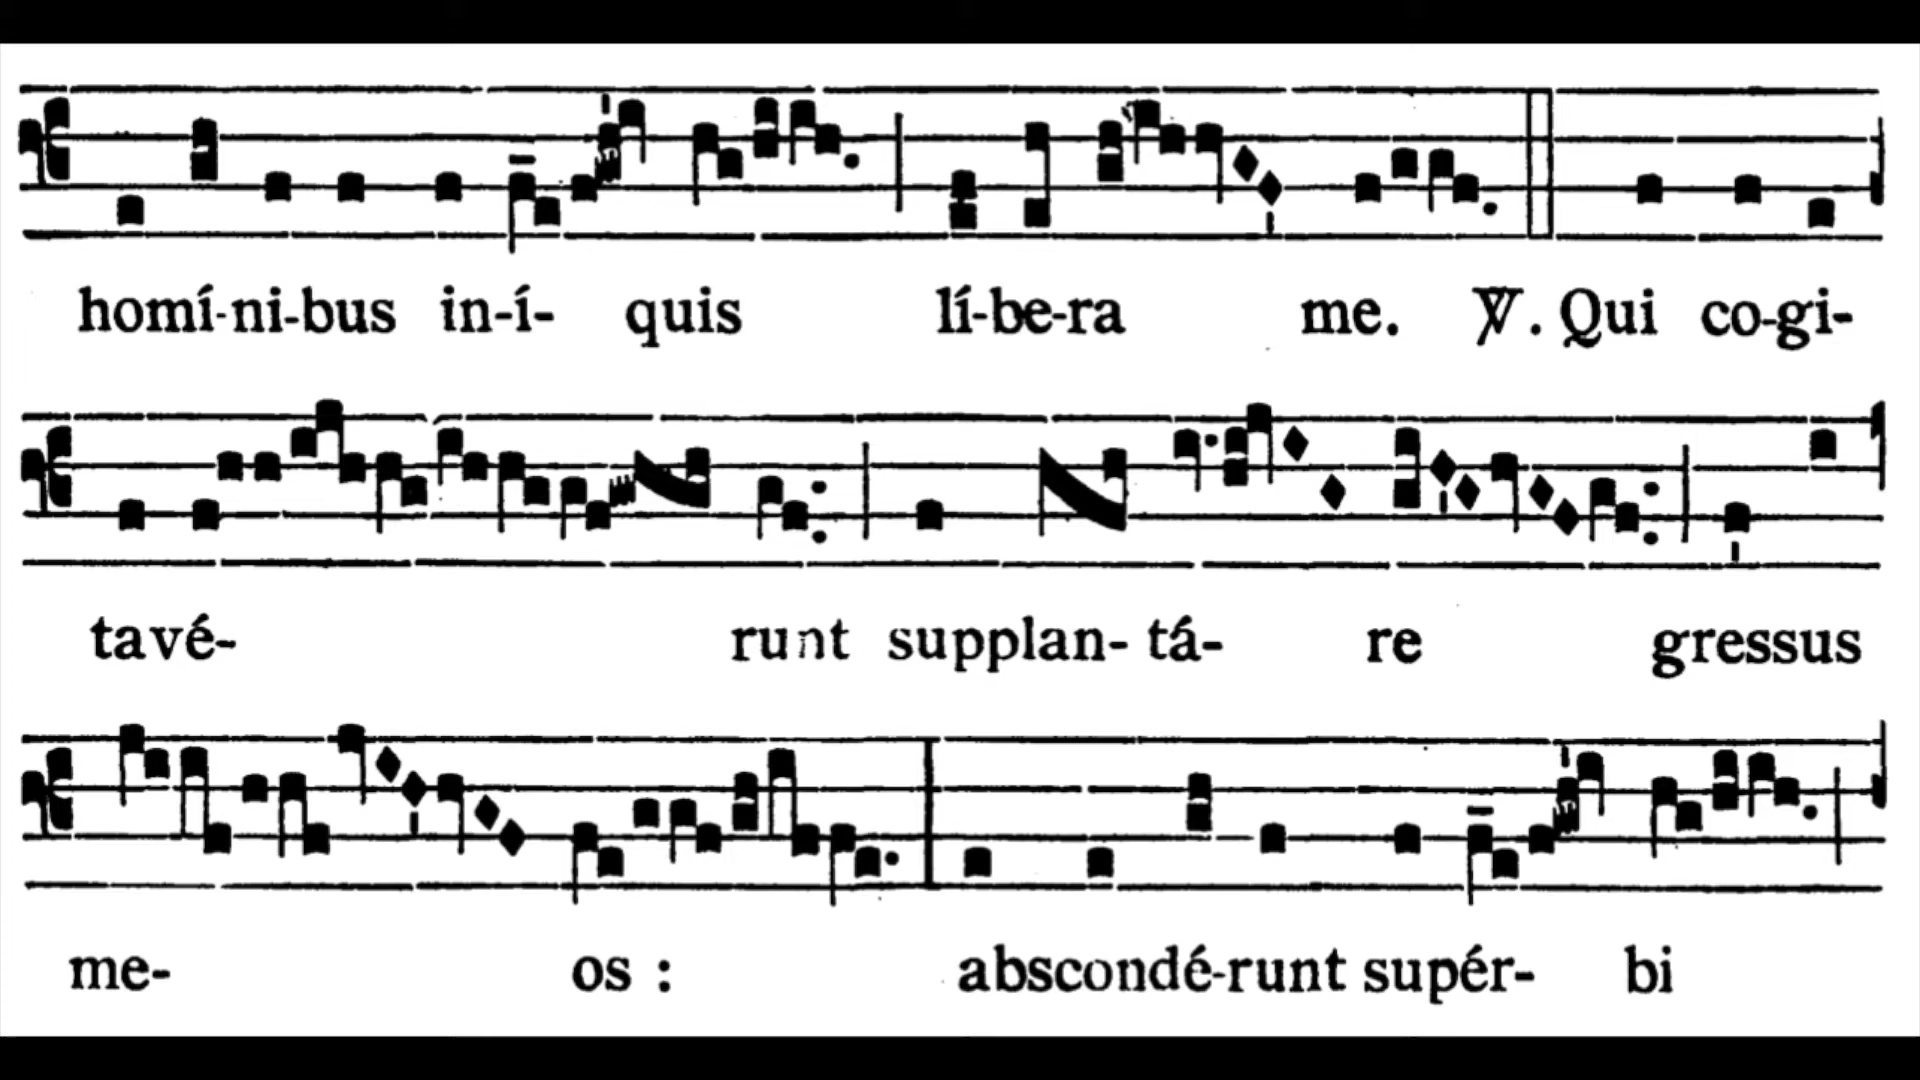 homí-ni-bus in-í- quis lí-be-ra me. ℣. Qui co-gi-
tavé- runt supplan- tá- re gressus
me- os : abscondé-runt supér- bi